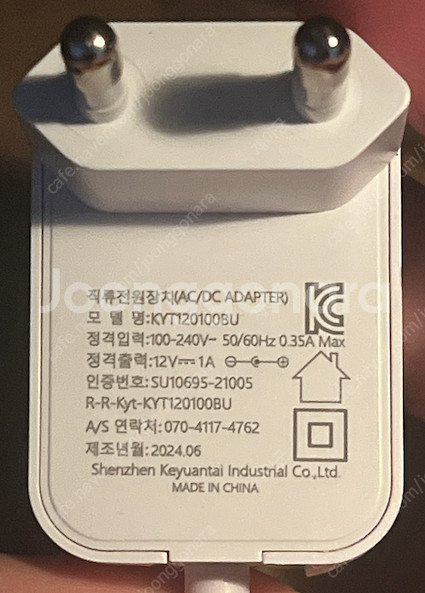 직류전원장치(AC/DC ADAPTER)
모 델 명:KYT120100BU
정격입력:100-240V~ 50/60Hz 0.35A Max
정격출력:12V⎓1A
인증번호:SU10695-21005
R-R-Kyt-KYT120100BU
A/S 연락처:070-4117-4762
제조년월:2024.06
Shenzhen Keyuantai Industrial Co.,Ltd.
MADE IN CHINA
Joonggonara